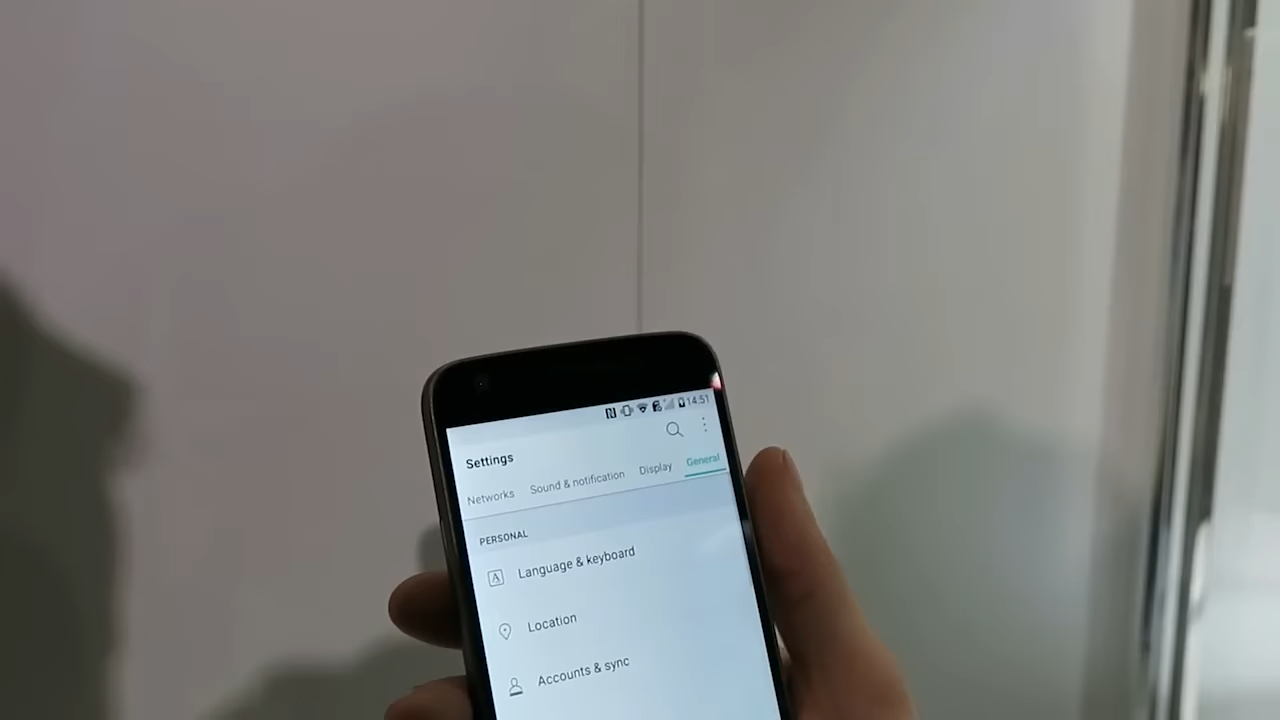 14:51
Settings
Networks Sound & notification Display General
PERSONAL
Language & keyboard
Location
Accounts & sync